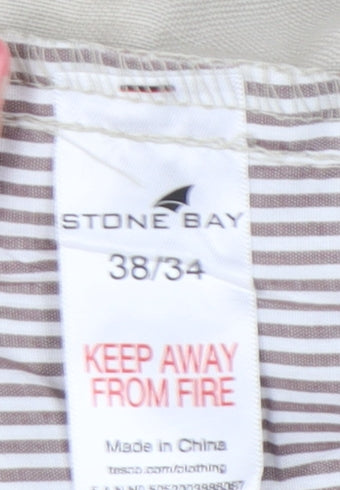 STONE BAY
38/34
KEEP AWAY
FROM FIRE
Made in China
tesco.com/clothing